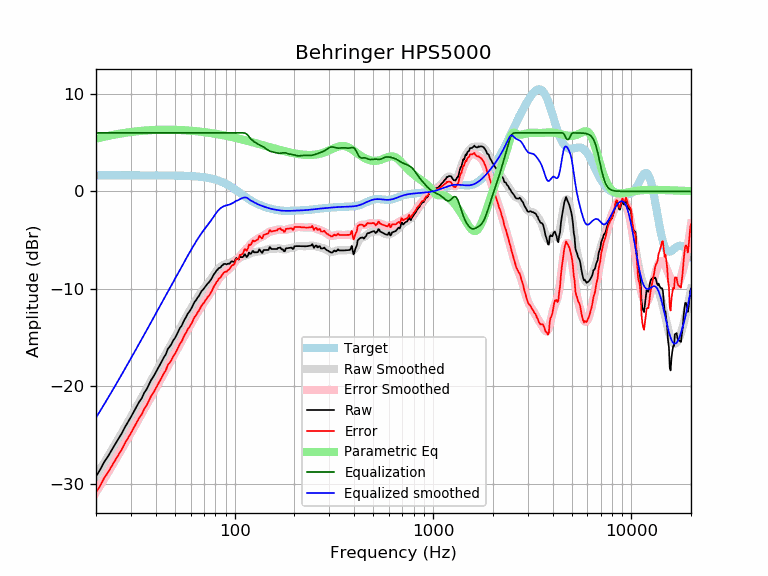 Behringer HPS5000
Amplitude (dBr)
10
0
−10
−20
−30
Target
Raw Smoothed
Error Smoothed
Raw
Error
Parametric Eq
Equalization
Equalized smoothed
100
1000
10000
Frequency (Hz)